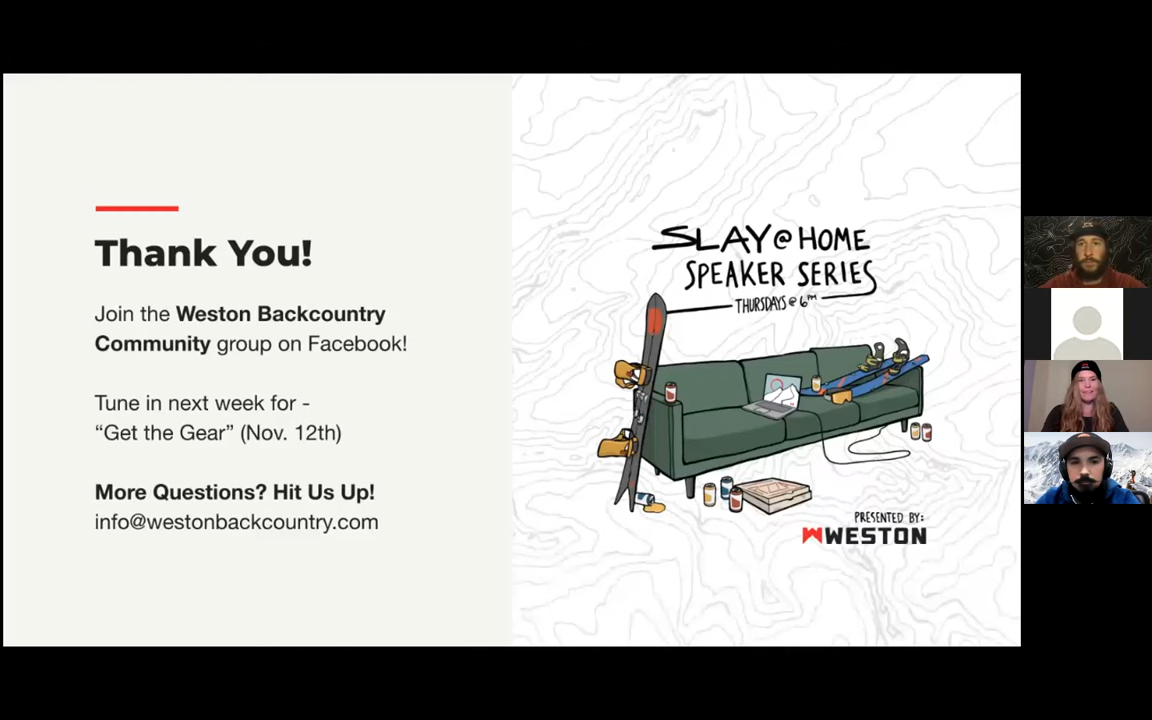 Thank You!
Join the Weston Backcountry
Community group on Facebook!
Tune in next week for -
“Get the Gear” (Nov. 12th)
More Questions? Hit Us Up!
info@westonbackcountry.com
SLAY@HOME
SPEAKER SERIES
THURSDAYS @ 6PM
PRESENTED BY:
WESTON